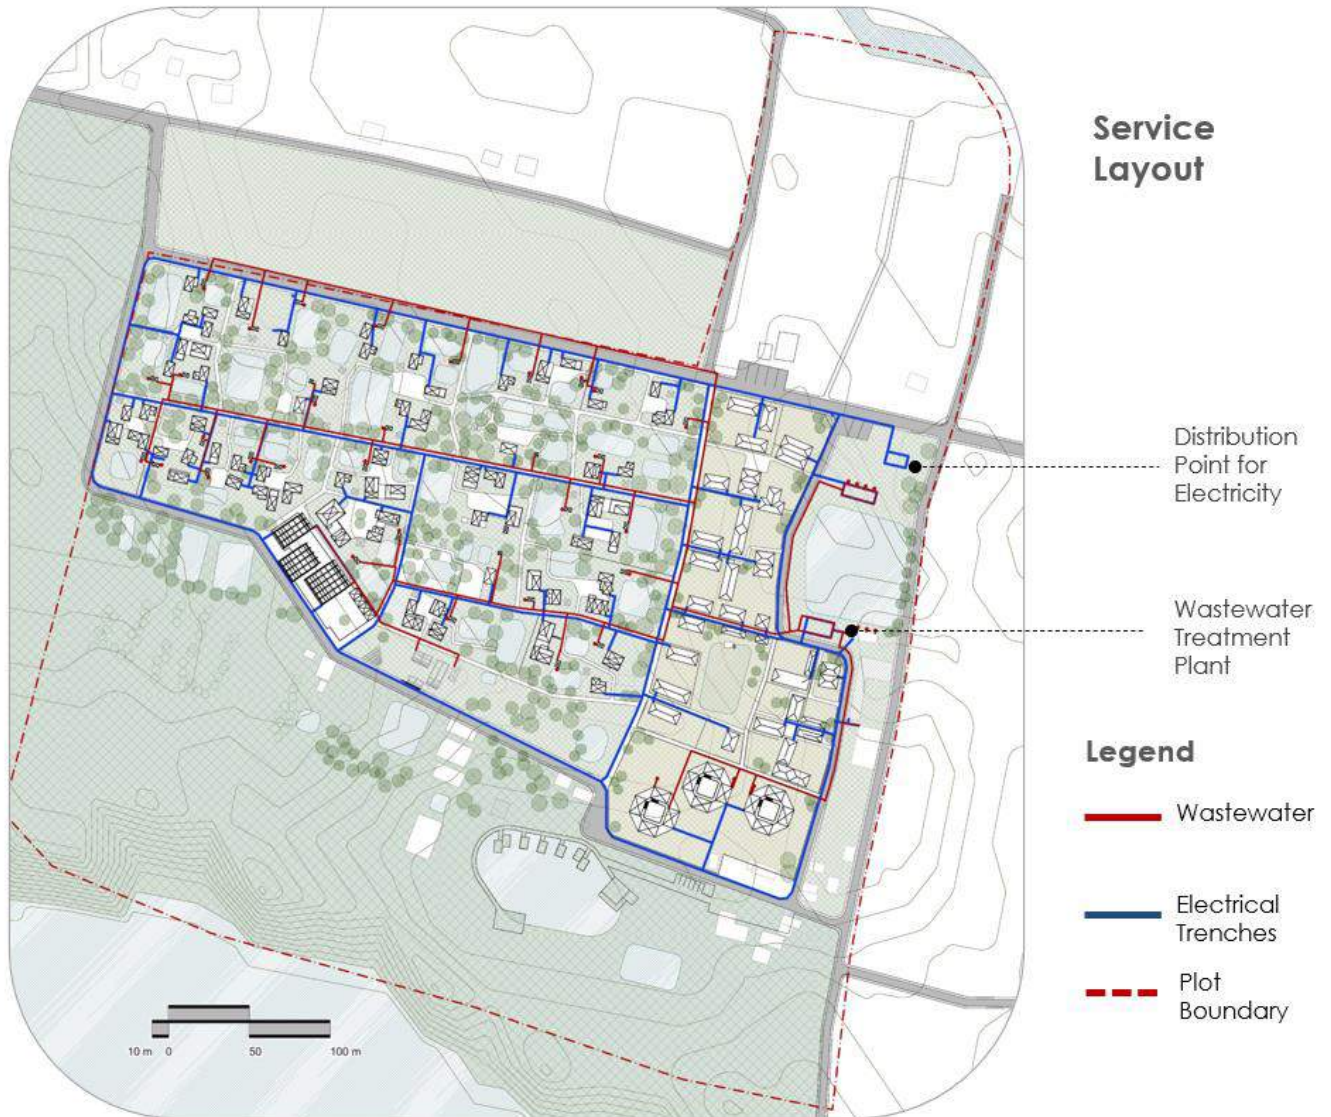 Service
Layout
Distribution
Point for
Electricity
Wastewater
Treatment
Plant
Legend
Wastewater
Electrical
Trenches
Plot
Boundary
10 m 0 50 100 m